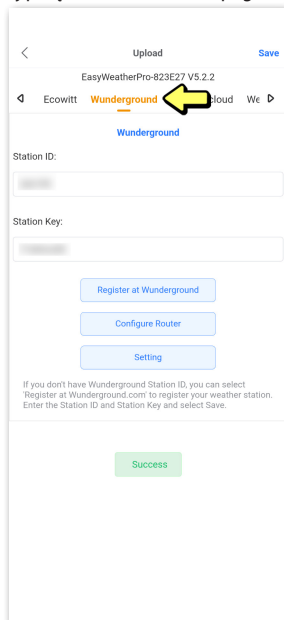 Upload
Save
EasyWeatherPro-823E27 V5.2.2
Ecowitt Wunderground cloud We
Wunderground
Station ID:
Station Key:
Register at Wunderground
Configure Router
Setting
If you don't have Wunderground Station ID, you can select
'Register at Wunderground.com' to register your weather station.
Enter the Station ID and Station Key and select Save.
Success